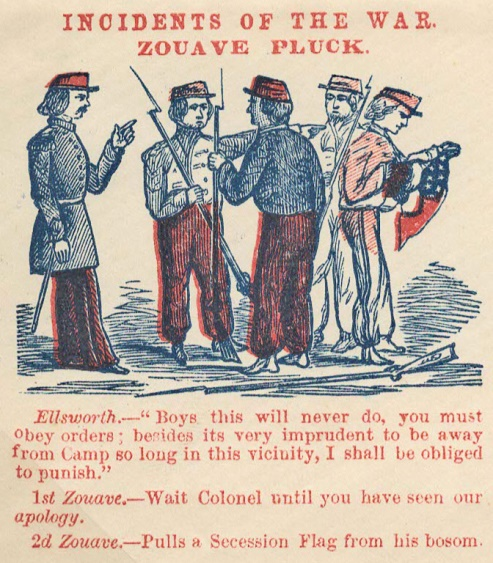 INCIDENTS OF THE WAR.
ZOUAVE PLUCK.
Ellsworth.—“ Boys this will never do, you must
obey orders ; besides its very imprudent to be away
from Camp so long in this vicinity, I shall be obliged
to punish.”
1st Zouave.—Wait Colonel until you have seen our
apology.
2d Zouave.—Pulls a Secession Flag from his bosom.